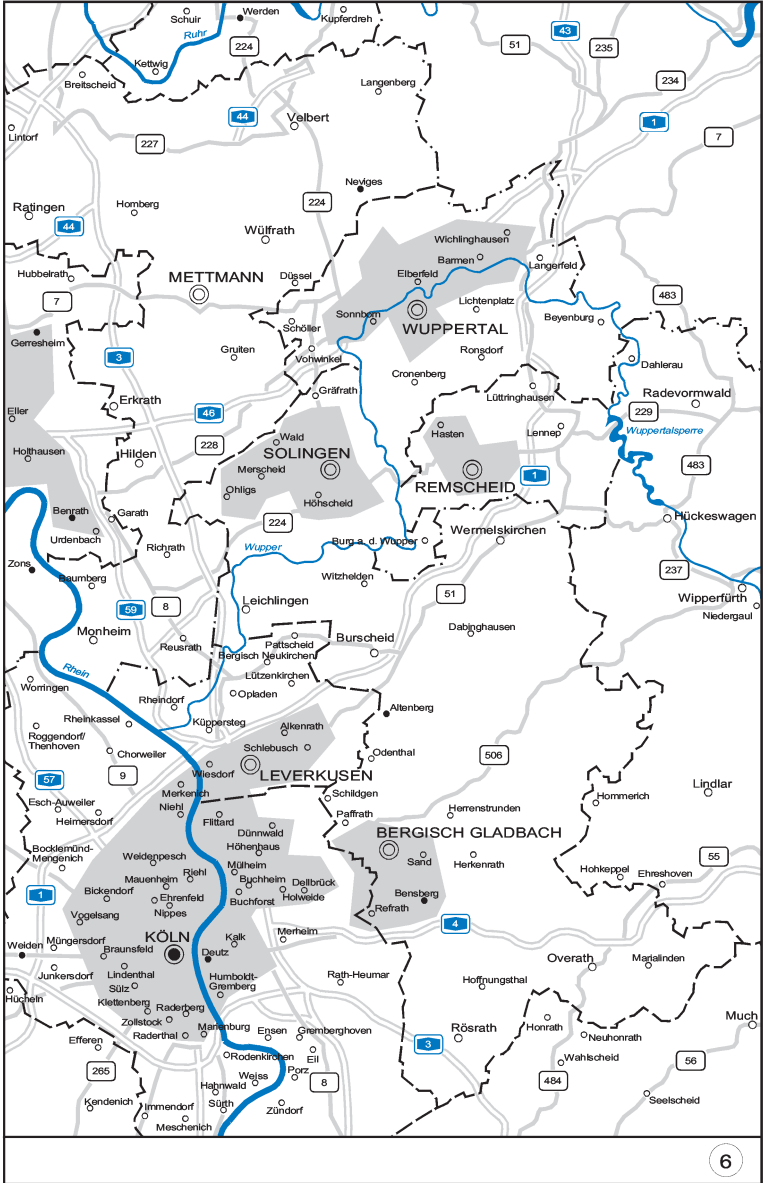 Schuir
Werden
Kupferdreh
43
Ruhr
224
51
235
Kettwig
Breitscheid
Langenberg
234
44
Velbert
1
Lintorf
227
7
Neviges
224
Ratingen
Homberg
44
Wülfrath
Wichlinghausen
Barmen
Langerfeld
Hubbelrath
METTMANN
Düssel
Elberfeld
7
Lichtenplatz
483
Sonnborn
WUPPERTAL
Beyenburg
Gerresheim
Schöller
3
Gruiten
Vohwinkel
Ronsdorf
Dahlerau
Cronenberg
Gräfrath
Lüttringhausen
Radevormwald
Erkrath
46
229
Eller
Hasten
Lennep
Wuppertalsperre
228
Wald
Holthausen
Hilden
SOLINGEN
Merscheid
483
REMSCHEID
1
Ohligs
Höhscheid
Benrath
Garath
224
Hückeswagen
Urdenbach
Wermelskirchen
Richrath
Wupper
Burg a. d. Wupper
Zons
237
Baumberg
Witzhelden
51
Wipperfürth
59
8
Leichlingen
Niedergaul
Monheim
Dabinghausen
Reusrath
Pattscheid
Burscheid
Bergisch Neukirchen
Rhein
Lützenkirchen
Worringen
Opladen
Rheindorf
Altenberg
Rheinkassel
Küppersteg
Alkenrath
Roggendorf/
Thenhoven
Schlebusch
Chorweiler
Odenthal
506
57
9
Wiesdorf
LEVERKUSEN
Lindlar
Merkenich
Schildgen
Hommerich
Esch-Auweiler
Niehl
Heimersdorf
Flittard
Paffrath
Herrenstrunden
Dünnwald
BERGISCH GLADBACH
Bocklemünd-
Mengenich
Höhenhaus
Weidenpesch
Sand
Herkenrath
55
Mülheim
Hohkeppel
Ehreshoven
Mauenheim
Riehl
Buchheim
Dellbrück
1
Bickendorf
Bensberg
Ehrenfeld
Buchforst
Holweide
Nippes
Refrath
Vogelsang
4
KÖLN
Kalk
Merheim
Müngersdorf
Weiden
Braunsfeld
Deutz
Overath
Marialinden
Junkersdorf
Lindenthal
Humboldt-
Gremberg
Rath-Heumar
Hoffnungsthal
Sülz
Hücheln
Klettenberg
Raderberg
Zollstock
Much
Raderthal
Marienburg
Ensen
Gremberghoven
Rösrath
Honrath
Efferen
3
Neuhonrath
Rodenkirchen
Eil
Wahlscheid
56
265
Weiss
Porz
Hahnwald
8
484
Kendenich
Immendorf
Sürth
Zündorf
Seelscheid
Meschenich
6